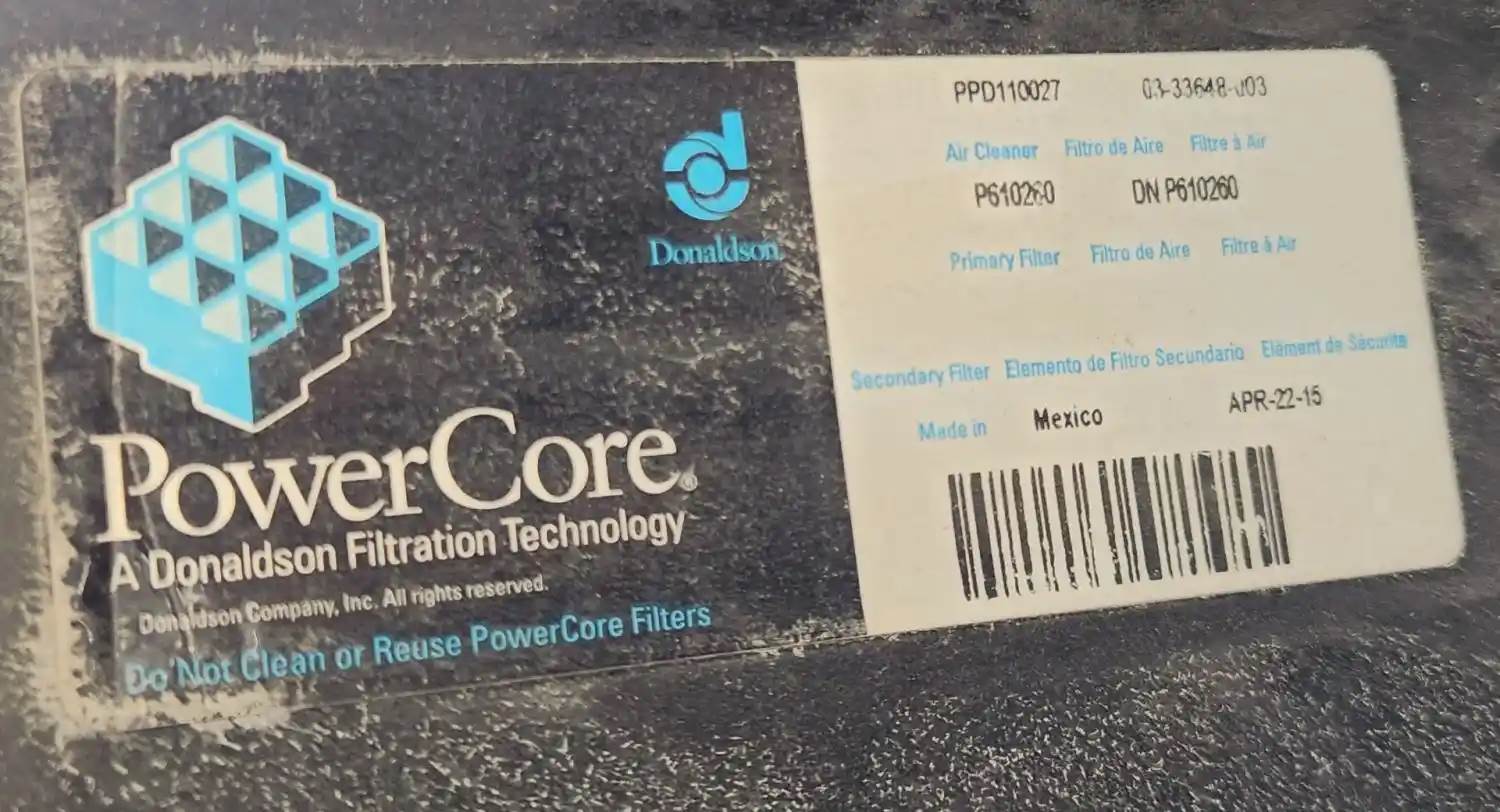 Donaldson
PowerCore®
A Donaldson Filtration Technology
Donaldson Company, Inc. All rights reserved.
Do Not Clean or Reuse PowerCore Filters
PPD110027 03-33648-003
Air Cleaner Filtro de Aire Filtre à Air
P610260 DN P610260
Primary Filter Filtro de Aire Filtre à Air
Secondary Filter Elemento de Filtro Secundario Élément de Sécurité
Made in Mexico APR-22-15